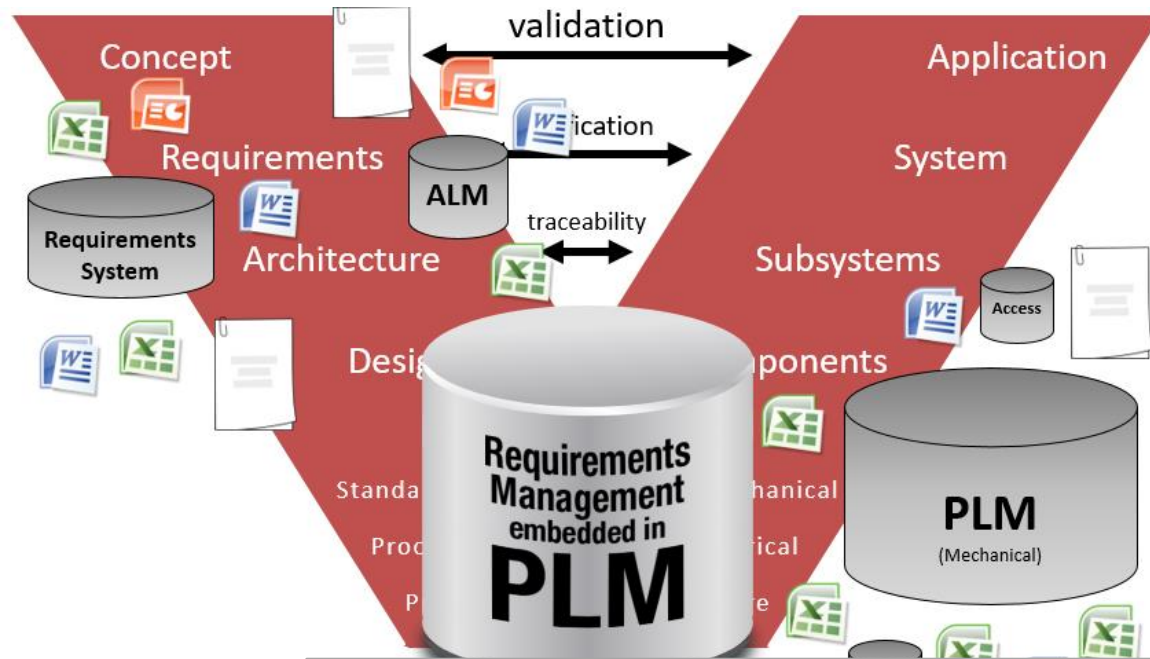 validation
Concept
Application
fication
Requirements
System
ALM
traceability
Requirements
System
Architecture
Subsystems
Access
Desig
ponents
Requirements
Management
embedded in
PLM
Standa
hanical
Proc
rical
P
re
PLM
(Mechanical)